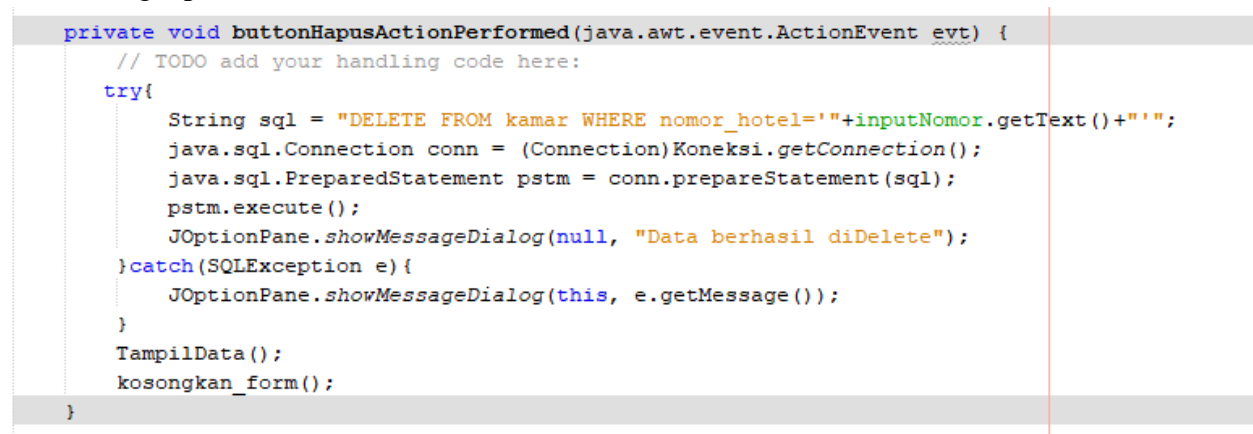 private void buttonHapusActionPerformed(java.awt.event.ActionEvent evt) {
// TODO add your handling code here:
try{
String sql = "DELETE FROM kamar WHERE nomor_hotel='"+inputNomor.getText()+"'";
java.sql.Connection conn = (Connection)Koneksi.getConnection();
java.sql.PreparedStatement pstm = conn.prepareStatement(sql);
pstm.execute();
JOptionPane.showMessageDialog(null, "Data berhasil diDelete");
}catch(SQLException e){
JOptionPane.showMessageDialog(this, e.getMessage());
}
TampilData();
kosongkan_form();
}